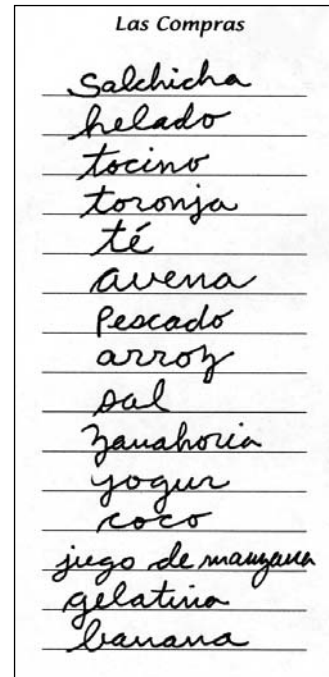 Las Compras
Salchicha
helado
tocino
toronja
té
avena
Pescado
arroz
sal
Zanahoria
yogur
coco
jugo de manzana
gelatina
banana